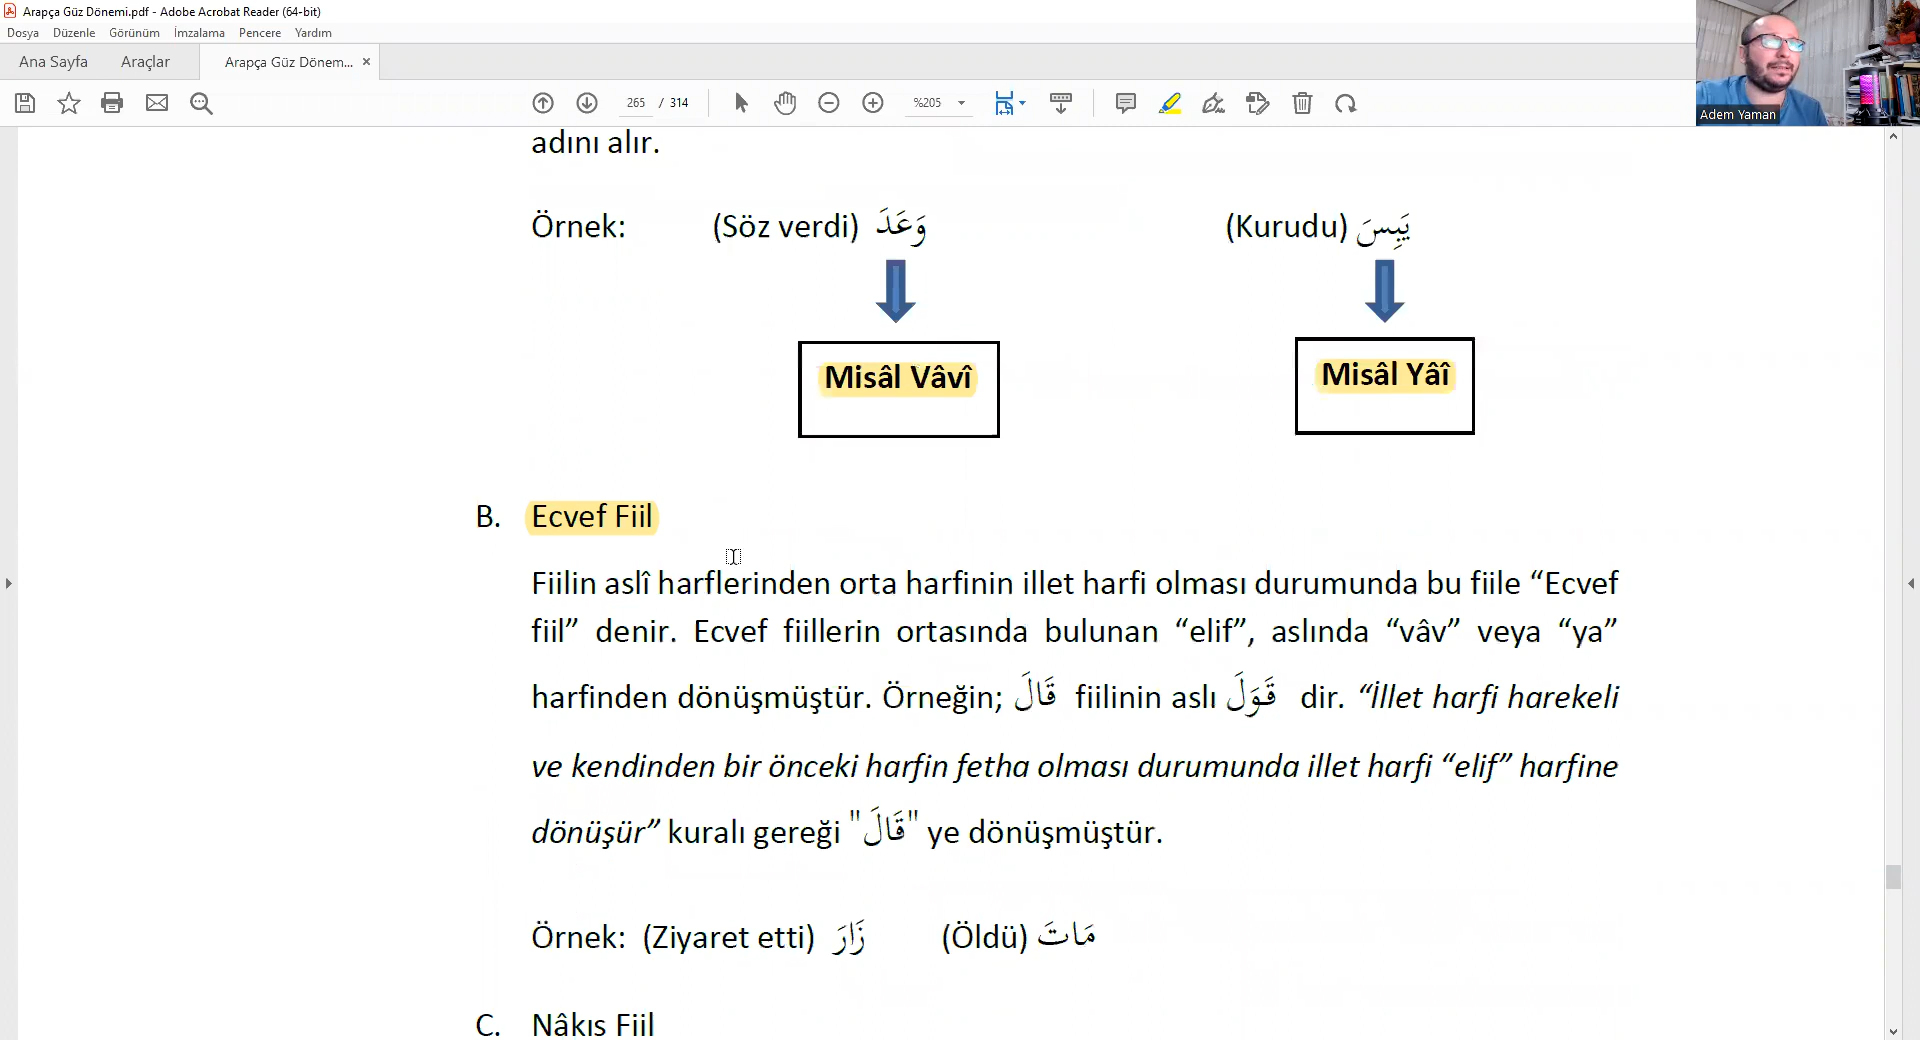 Arapça Güz Dönemi.pdf - Adobe Acrobat Reader (64-bit)
Dosya Düzenle Görünüm İmzalama Pencere Yardım
Ana Sayfa Araçlar Arapça Güz Dönem... ×
265 / 314 %205
Adem Yaman
adını alır.
Örnek: (Söz verdi) وَعَدَ (Kurudu) يَبِسَ
Misâl Vâvî Misâl Yâî
B. Ecvef Fiil
Fiilin aslî harflerinden orta harfinin illet harfi olması durumunda bu fiile “Ecvef
fiil” denir. Ecvef fiillerin ortasında bulunan “elif”, aslında “vâv” veya “ya”
harfinden dönüşmüştür. Örneğin; قَالَ fiilinin aslı قَوَلَ dir. “İllet harfi harekeli
ve kendinden bir önceki harfin fetha olması durumunda illet harfi “elif” harfine
dönüşür” kuralı gereği "قَالَ" ye dönüşmüştür.
Örnek: (Ziyaret etti) زَارَ (Öldü) مَاتَ
C. Nâkıs Fiil